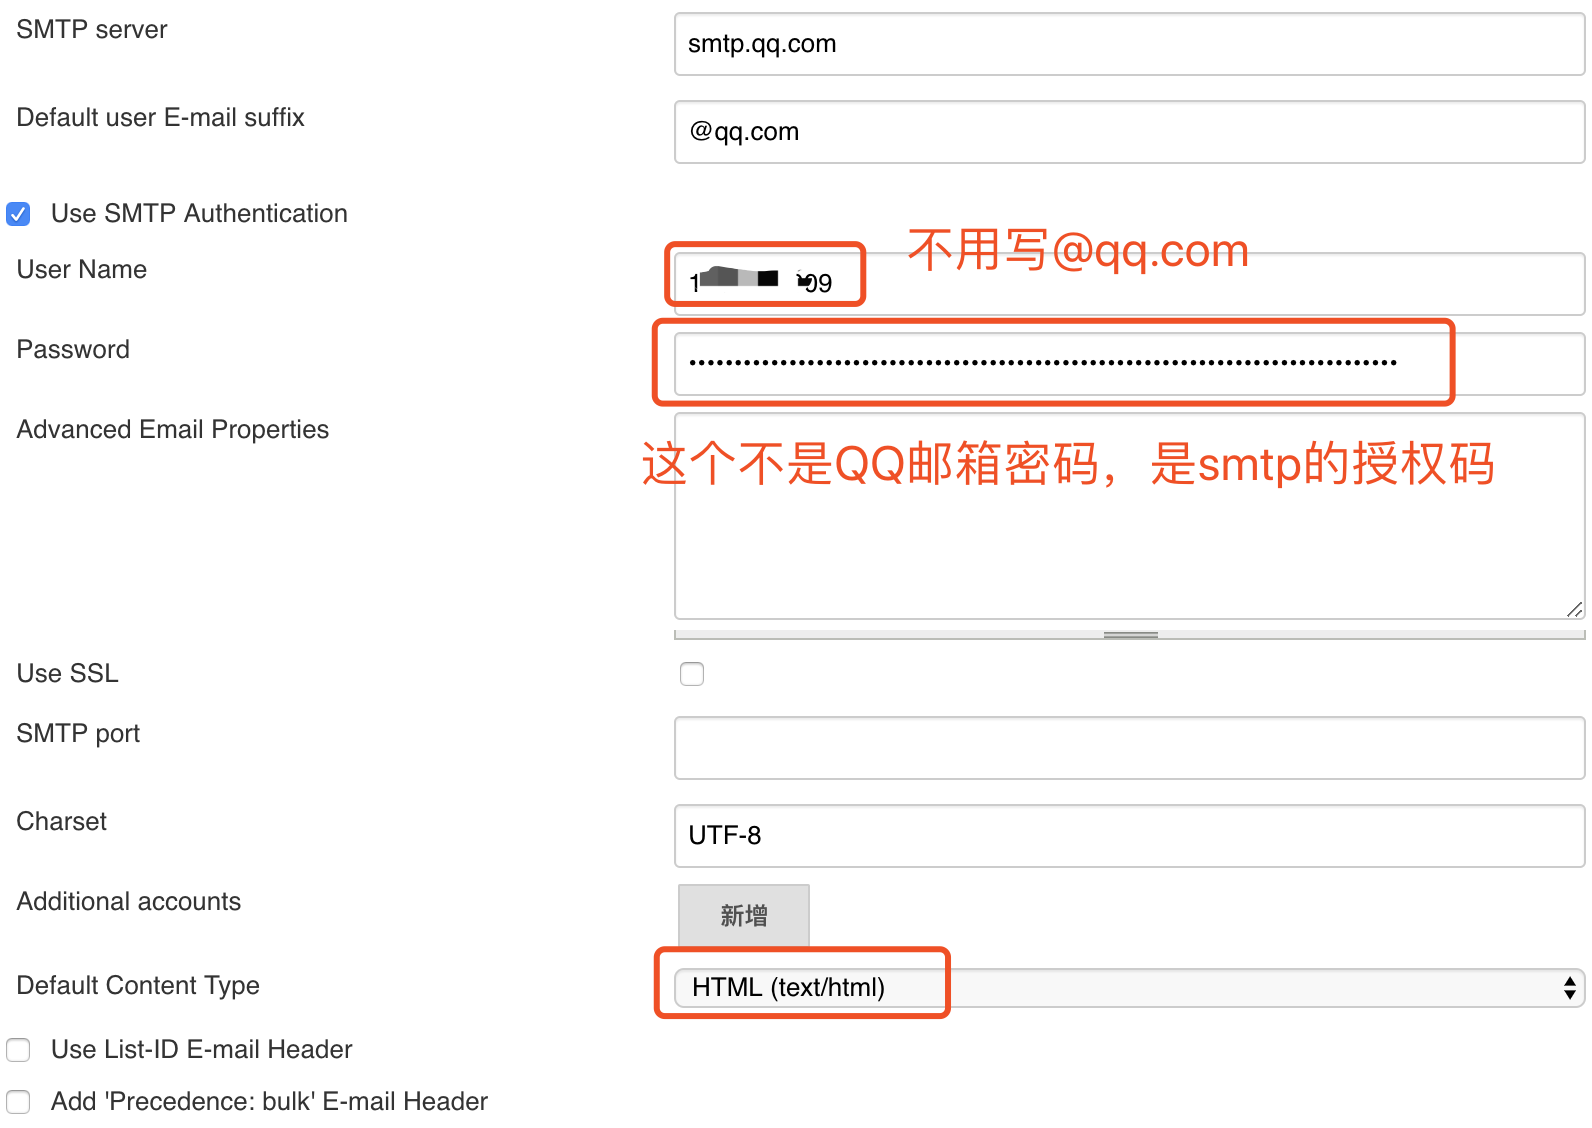 SMTP server
smtp.qq.com
Default user E-mail suffix
@qq.com
Use SMTP Authentication
不用写@qq.com
User Name
1 09
Password
这个不是QQ邮箱密码，是smtp的授权码
Advanced Email Properties
Use SSL
SMTP port
Charset
UTF-8
Additional accounts
新增
Default Content Type
HTML (text/html)
Use List-ID E-mail Header
Add 'Precedence: bulk' E-mail Header